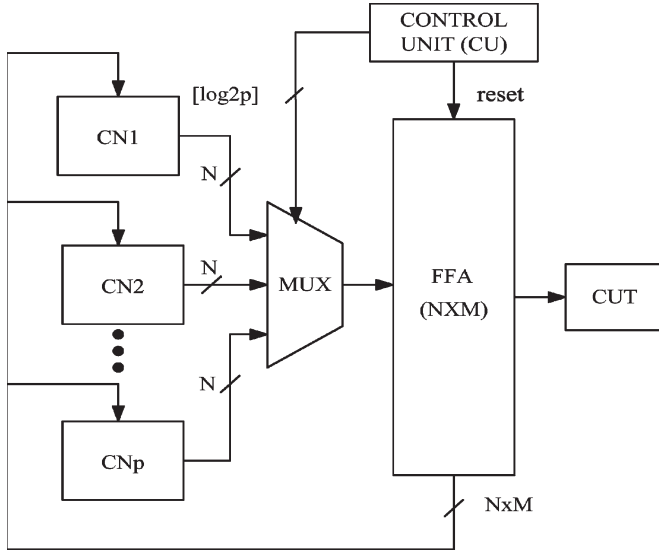 CONTROL
UNIT (CU)
[log2p]
reset
CN1
N
CN2
N
MUX
FFA
(NXM)
CUT
N
CNp
NxM